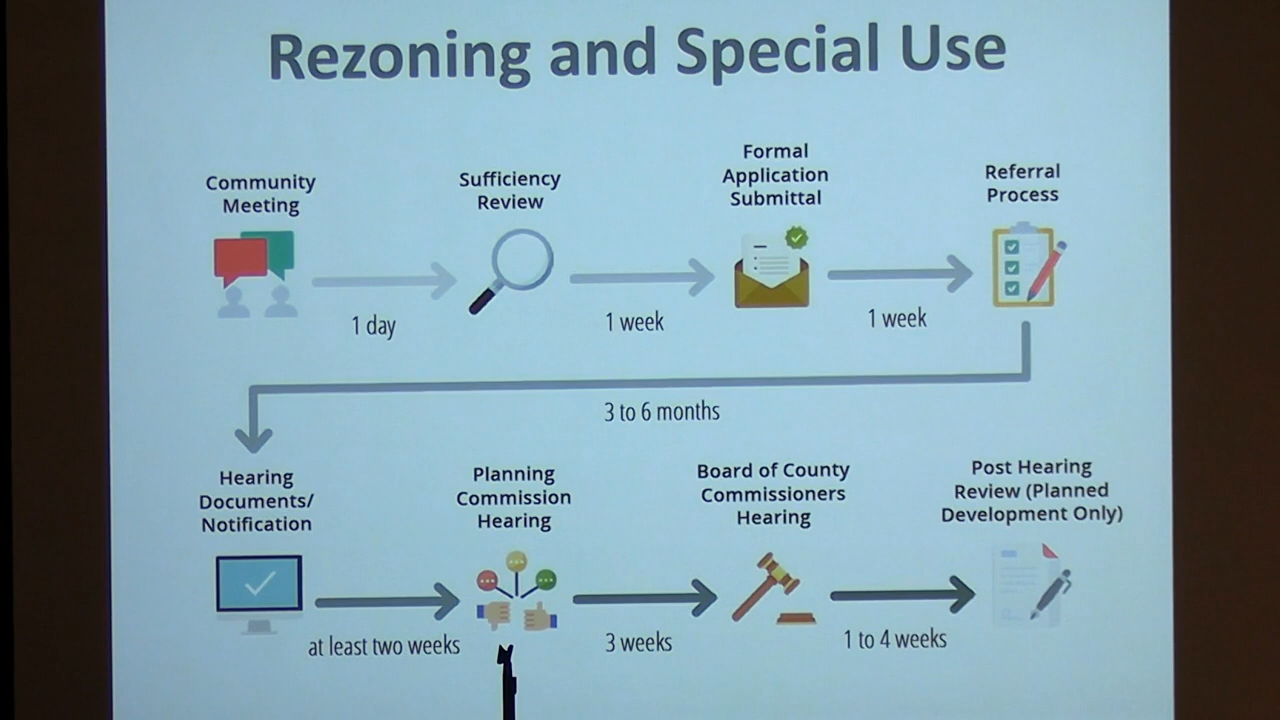 Rezoning and Special Use
Community
Meeting
Sufficiency
Review
Formal
Application
Submittal
Referral
Process
1 day
1 week
1 week
3 to 6 months
Hearing
Documents/
Notification
Planning
Commission
Hearing
Board of County
Commissioners
Hearing
Post Hearing
Review (Planned
Development Only)
at least two weeks
3 weeks
1 to 4 weeks